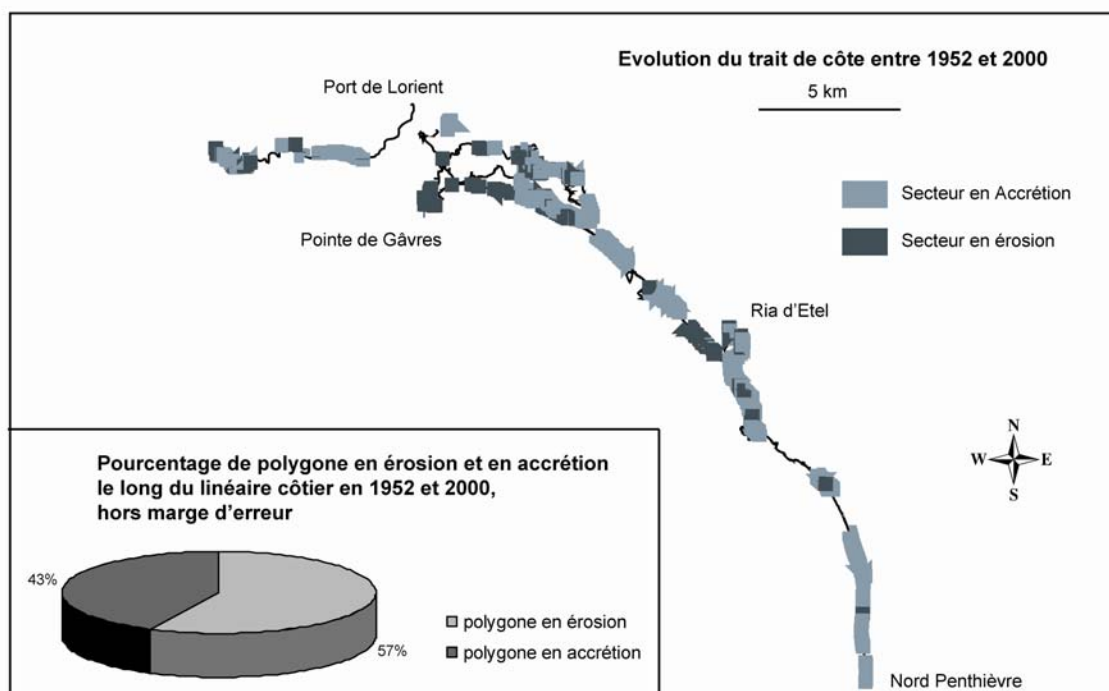 Evolution du trait de côte entre 1952 et 2000
5 km
Port de Lorient
Secteur en Accrétion
Secteur en érosion
Pointe de Gâvres
Ria d'Etel
N
W E
S
Pourcentage de polygone en érosion et en accrétion
le long du linéaire côtier en 1952 et 2000,
hors marge d'erreur
43%
57%
polygone en érosion
polygone en accrétion
Nord Penthièvre